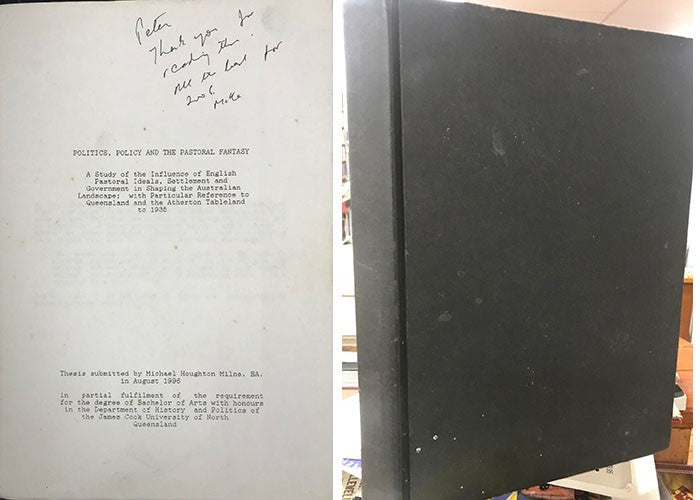 Peter
Thank you for
reading this.
All the best for
2006
Mike
POLITICS, POLICY AND THE PASTORAL FANTASY
A Study of the Influence of English
Pastoral Ideals, Settlement and
Government in Shaping the Australian
Landscape: with Particular Reference to
Queensland and the Atherton Tableland
to 1935
Thesis submitted by Michael Houghton Milne, BA.
in August 1996
in partial fulfilment of the requirement
for the degree of Bachelor of Arts with honours
in the Department of History and Politics of
the James Cook University of North
Queensland